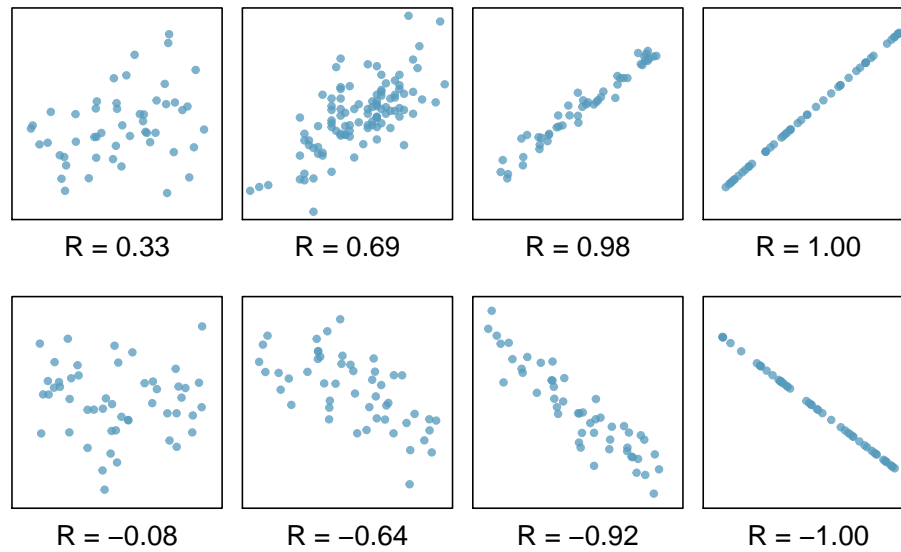 R = 0.33
R = 0.69
R = 0.98
R = 1.00
R = −0.08
R = −0.64
R = −0.92
R = −1.00